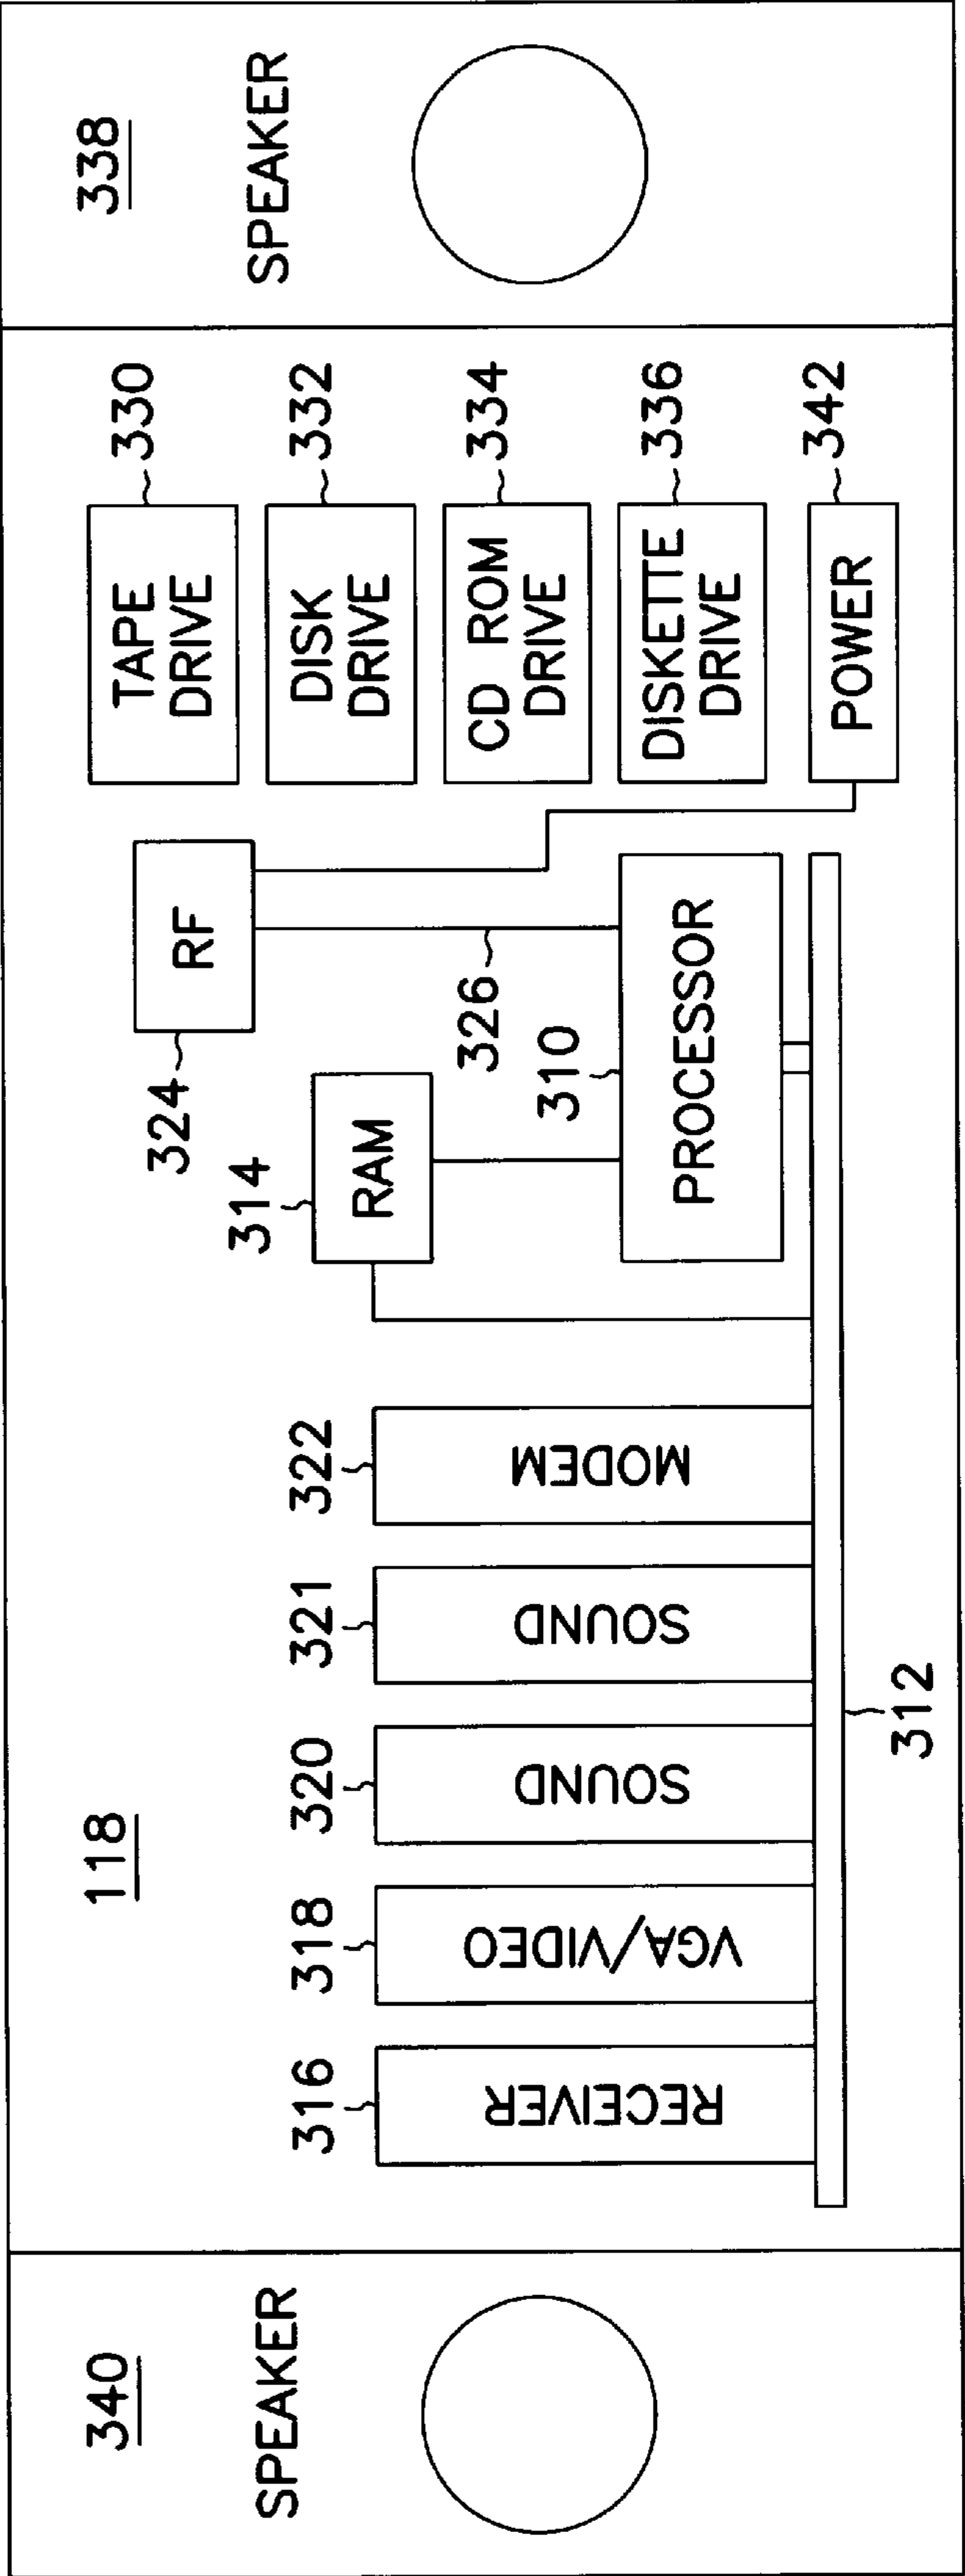 340
SPEAKER
118
316
RECEIVER
318
VGA/VIDEO
320
SOUND
321
SOUND
322
MODEM
312
314
RAM
324
RF
326
310
PROCESSOR
TAPE
DRIVE
330
DISK
DRIVE
332
CD ROM
DRIVE
334
DISKETTE
DRIVE
336
POWER
342
338
SPEAKER